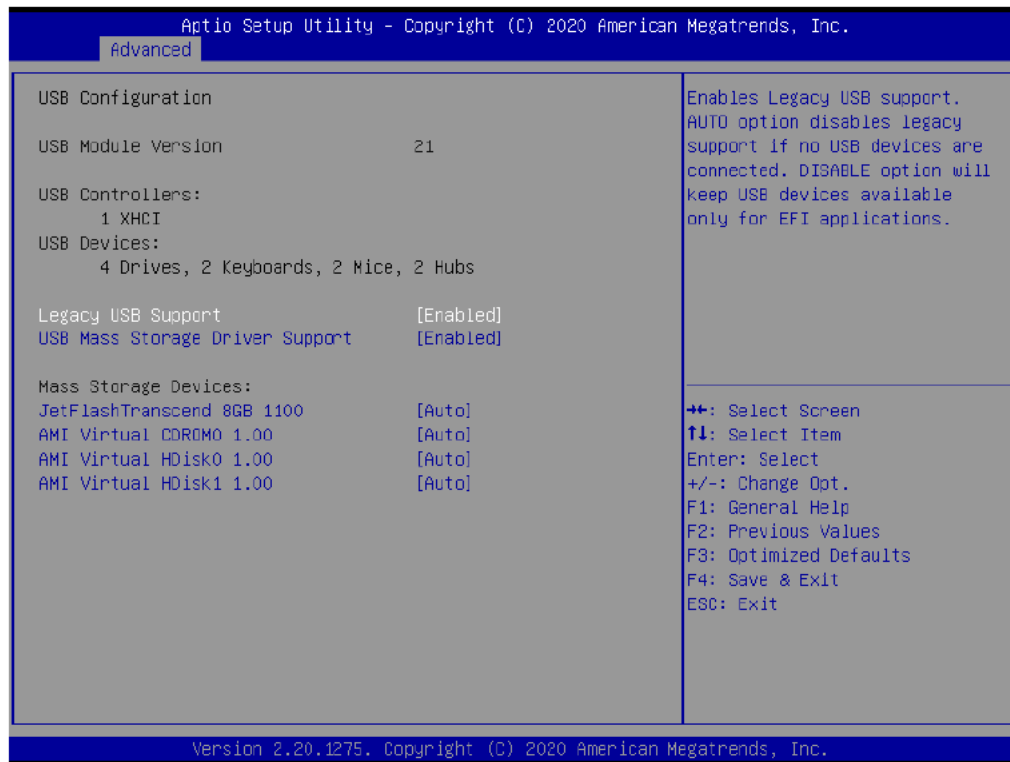 Aptio Setup Utility - Copyright (C) 2020 American Megatrends, Inc.
Advanced
USB Configuration
USB Module Version 21
USB Controllers:
1 XHCI
USB Devices:
4 Drives, 2 Keyboards, 2 Mice, 2 Hubs
Legacy USB Support [Enabled]
USB Mass Storage Driver Support [Enabled]
Mass Storage Devices:
JetFlashTranscend 8GB 1100 [Auto]
AMI Virtual CDROM0 1.00 [Auto]
AMI Virtual HDisk0 1.00 [Auto]
AMI Virtual HDisk1 1.00 [Auto]
Enables Legacy USB support.
AUTO option disables legacy
support if no USB devices are
connected. DISABLE option will
keep USB devices available
only for EFI applications.
→←: Select Screen
↑↓: Select Item
Enter: Select
+/-: Change Opt.
F1: General Help
F2: Previous Values
F3: Optimized Defaults
F4: Save & Exit
ESC: Exit
Version 2.20.1275. Copyright (C) 2020 American Megatrends, Inc.